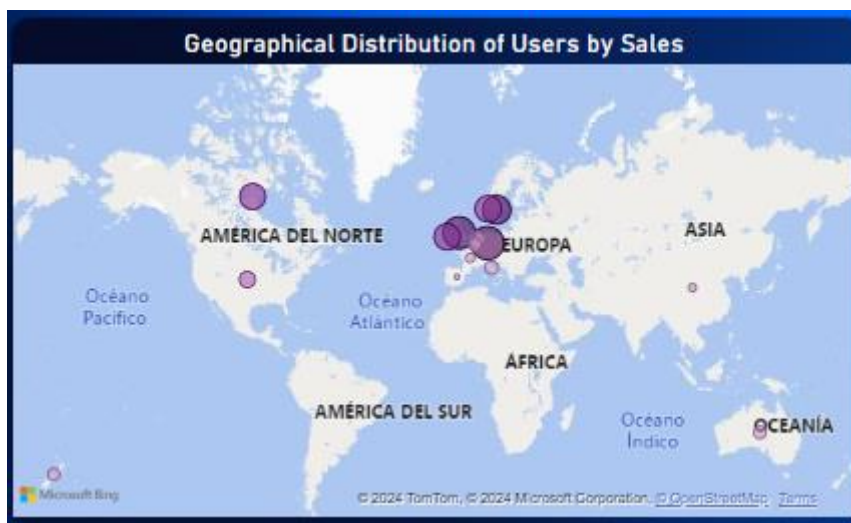 Geographical Distribution of Users by Sales
AMÉRICA DEL NORTE
EUROPA
ASIA
Océano
Pacífico
Océano
Atlántico
ÁFRICA
AMÉRICA DEL SUR
Océano
Índico
OCEANÍA
Microsoft Bing
© 2024 TomTom, © 2024 Microsoft Corporation, © OpenStreetMap Terms